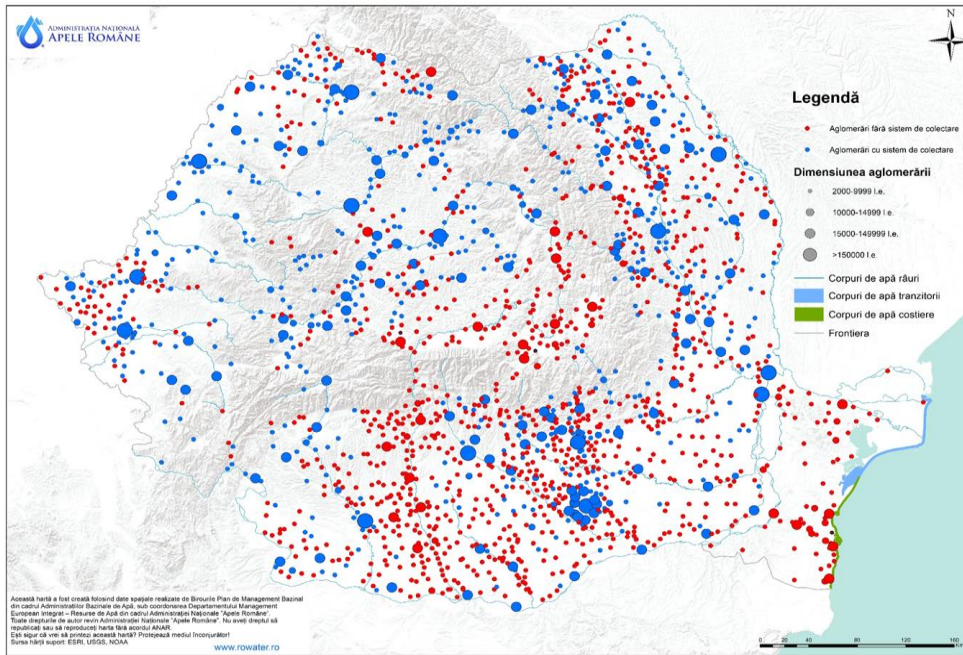 ADMINISTRAȚIA NAȚIONALĂ
APELE ROMÂNE
N
Legendă
Aglomerări fără sistem de colectare
Aglomerări cu sistem de colectare
Dimensiunea aglomerării
2000-9999 l.e.
10000-14999 l.e.
15000-149999 l.e.
>150000 l.e.
Corpuri de apă râuri
Corpuri de apă tranzitorii
Corpuri de apă costiere
Frontiera
Această hartă a fost creată folosind date spațiale realizate de Birourile Plan de Management Bazinal
din cadrul Administrațiilor Bazinale de Apă, sub coordonarea Departamentului Management
European Integrat – Resurse de Apă din cadrul Administrației Naționale "Apele Române".
Toate drepturile de autor revin Administrației Naționale "Apele Române". Nu aveți dreptul să
republicați sau să reproduceți harta fără acordul ANAR.
Ești sigur că vrei să printezi această hartă? Protejează mediul înconjurător!
Sursa hărții suport: ESRI, USGS, NOAA
www.rowater.ro
0 40 80 120 160